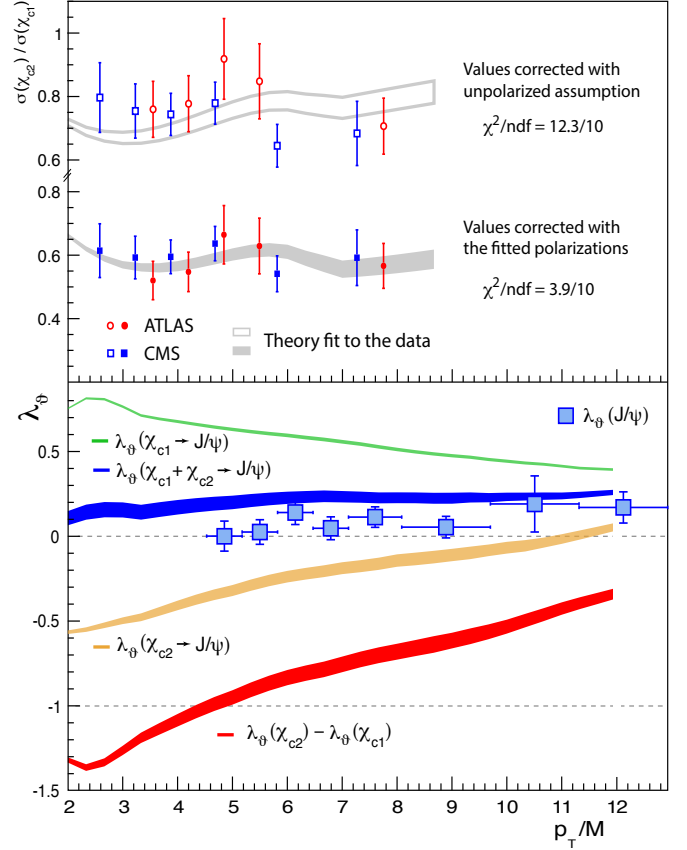 σ(χc2) / σ(χc1)
1
0.8
0.6
0.6
0.4
Values corrected with
unpolarized assumption
χ²/ndf = 12.3/10
Values corrected with
the fitted polarizations
χ²/ndf = 3.9/10
ATLAS
CMS
Theory fit to the data
λϑ
0.5
0
-0.5
-1
-1.5
λϑ (J/ψ)
λϑ(χc1 → J/ψ)
λϑ(χc1 + χc2 → J/ψ)
λϑ(χc2 → J/ψ)
λϑ(χc2) – λϑ(χc1)
2 3 4 5 6 7 8 9 10 11 12
pT/M